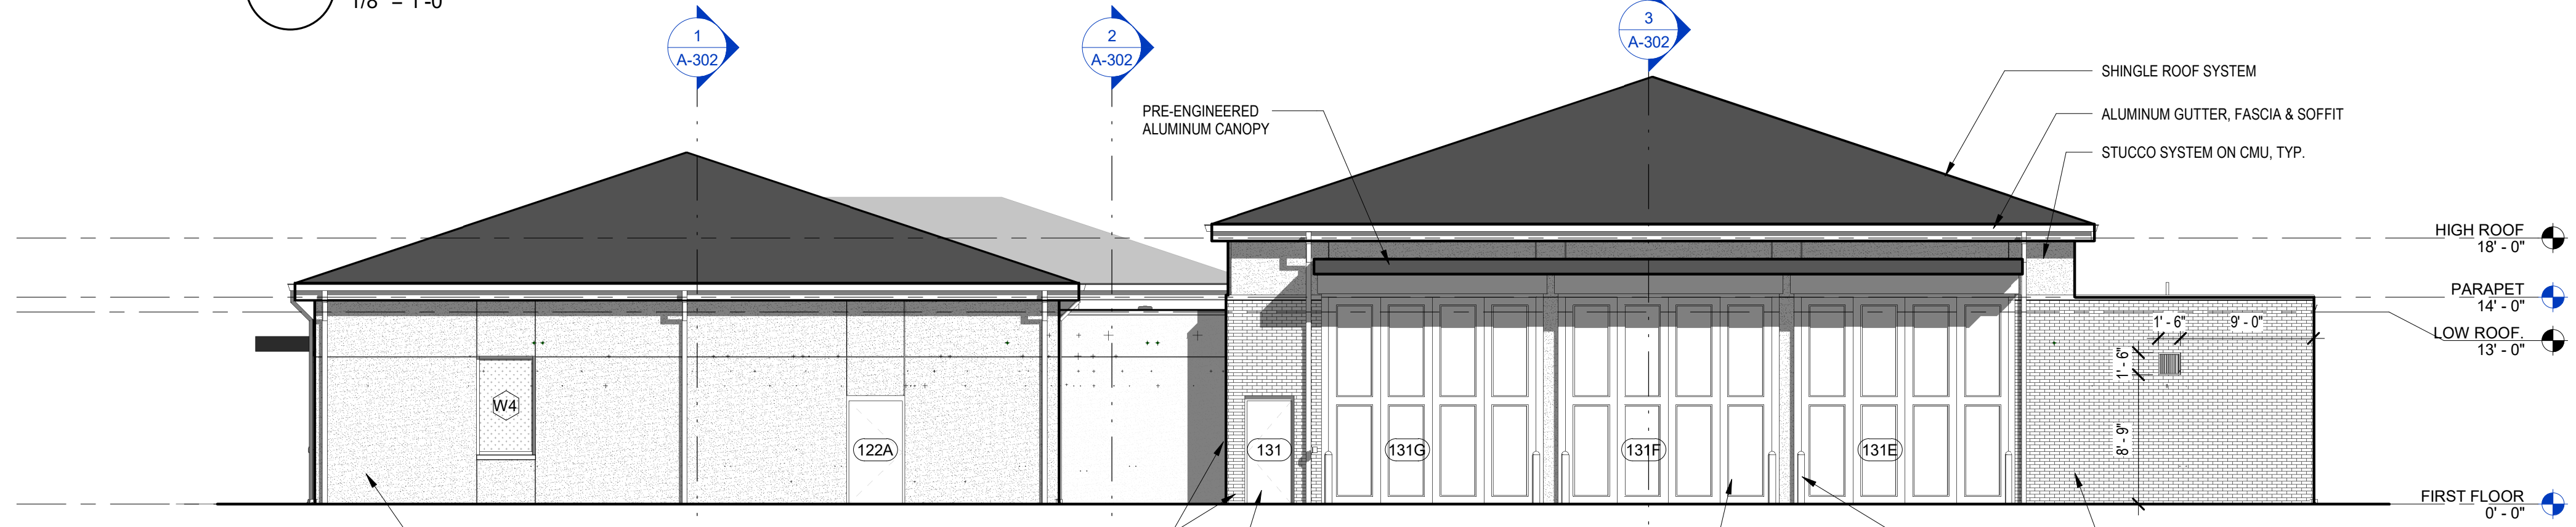 1/8" = 1'-0"
1
A-302
2
A-302
3
A-302
SHINGLE ROOF SYSTEM
PRE-ENGINEERED
ALUMINUM CANOPY
ALUMINUM GUTTER, FASCIA & SOFFIT
STUCCO SYSTEM ON CMU, TYP.
HIGH ROOF
18' - 0"
PARAPET
14' - 0"
1' - 6"
9' - 0"
LOW ROOF.
13' - 0"
1' - 6"
W4
122A
131
131G
131F
131E
8' - 9"
FIRST FLOOR
0' - 0"